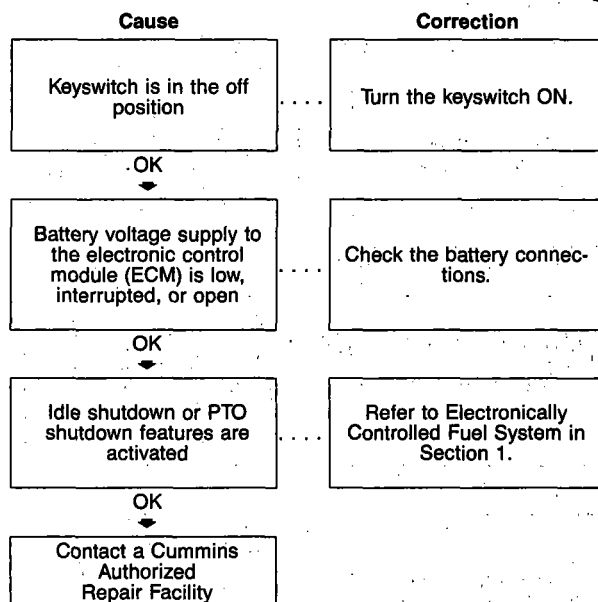 Cause
Correction
Keyswitch is in the off
position
Turn the keyswitch ON.
OK
Battery voltage supply to
the electronic control
module (ECM) is low,
interrupted, or open
Check the battery connec-
tions.
OK
Idle shutdown or PTO
shutdown features are
activated
Refer to Electronically
Controlled Fuel System in
Section 1.
OK
Contact a Cummins
Authorized
Repair Facility